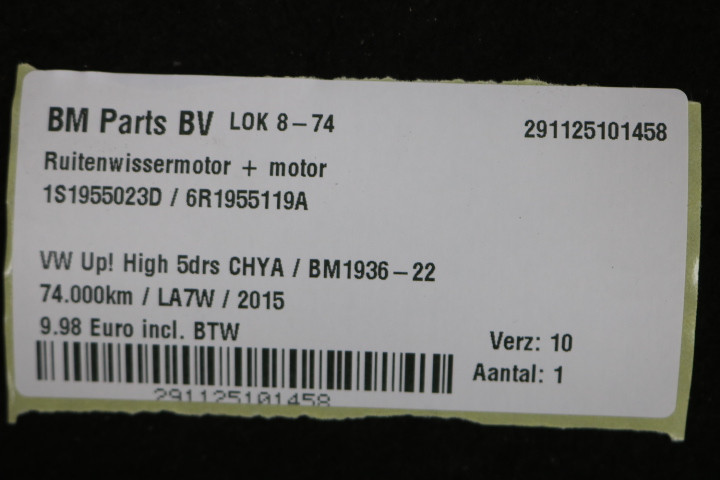 BM Parts BV LOK 8-74 291125101458
Ruitenwissermotor + motor
1S1955023D / 6R1955119A
VW Up! High 5drs CHYA / BM1936-22
74.000km / LA7W / 2015
9.98 Euro incl. BTW
Verz: 10
Aantal: 1
291125101458